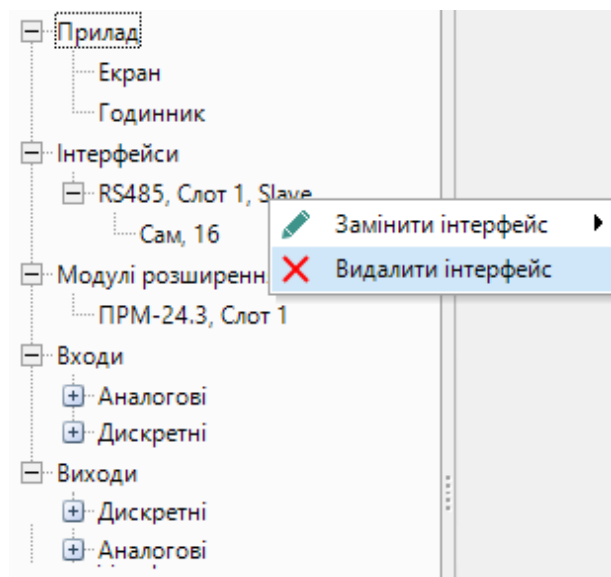 Прилад
Екран
Годинник
Інтерфейси
RS485, Слот 1, Slave
Сам, 16
Замінити інтерфейс
Видалити інтерфейс
Модулі розширенн
ПРМ-24.3, Слот 1
Входи
Аналогові
Дискретні
Виходи
Дискретні
Аналогові